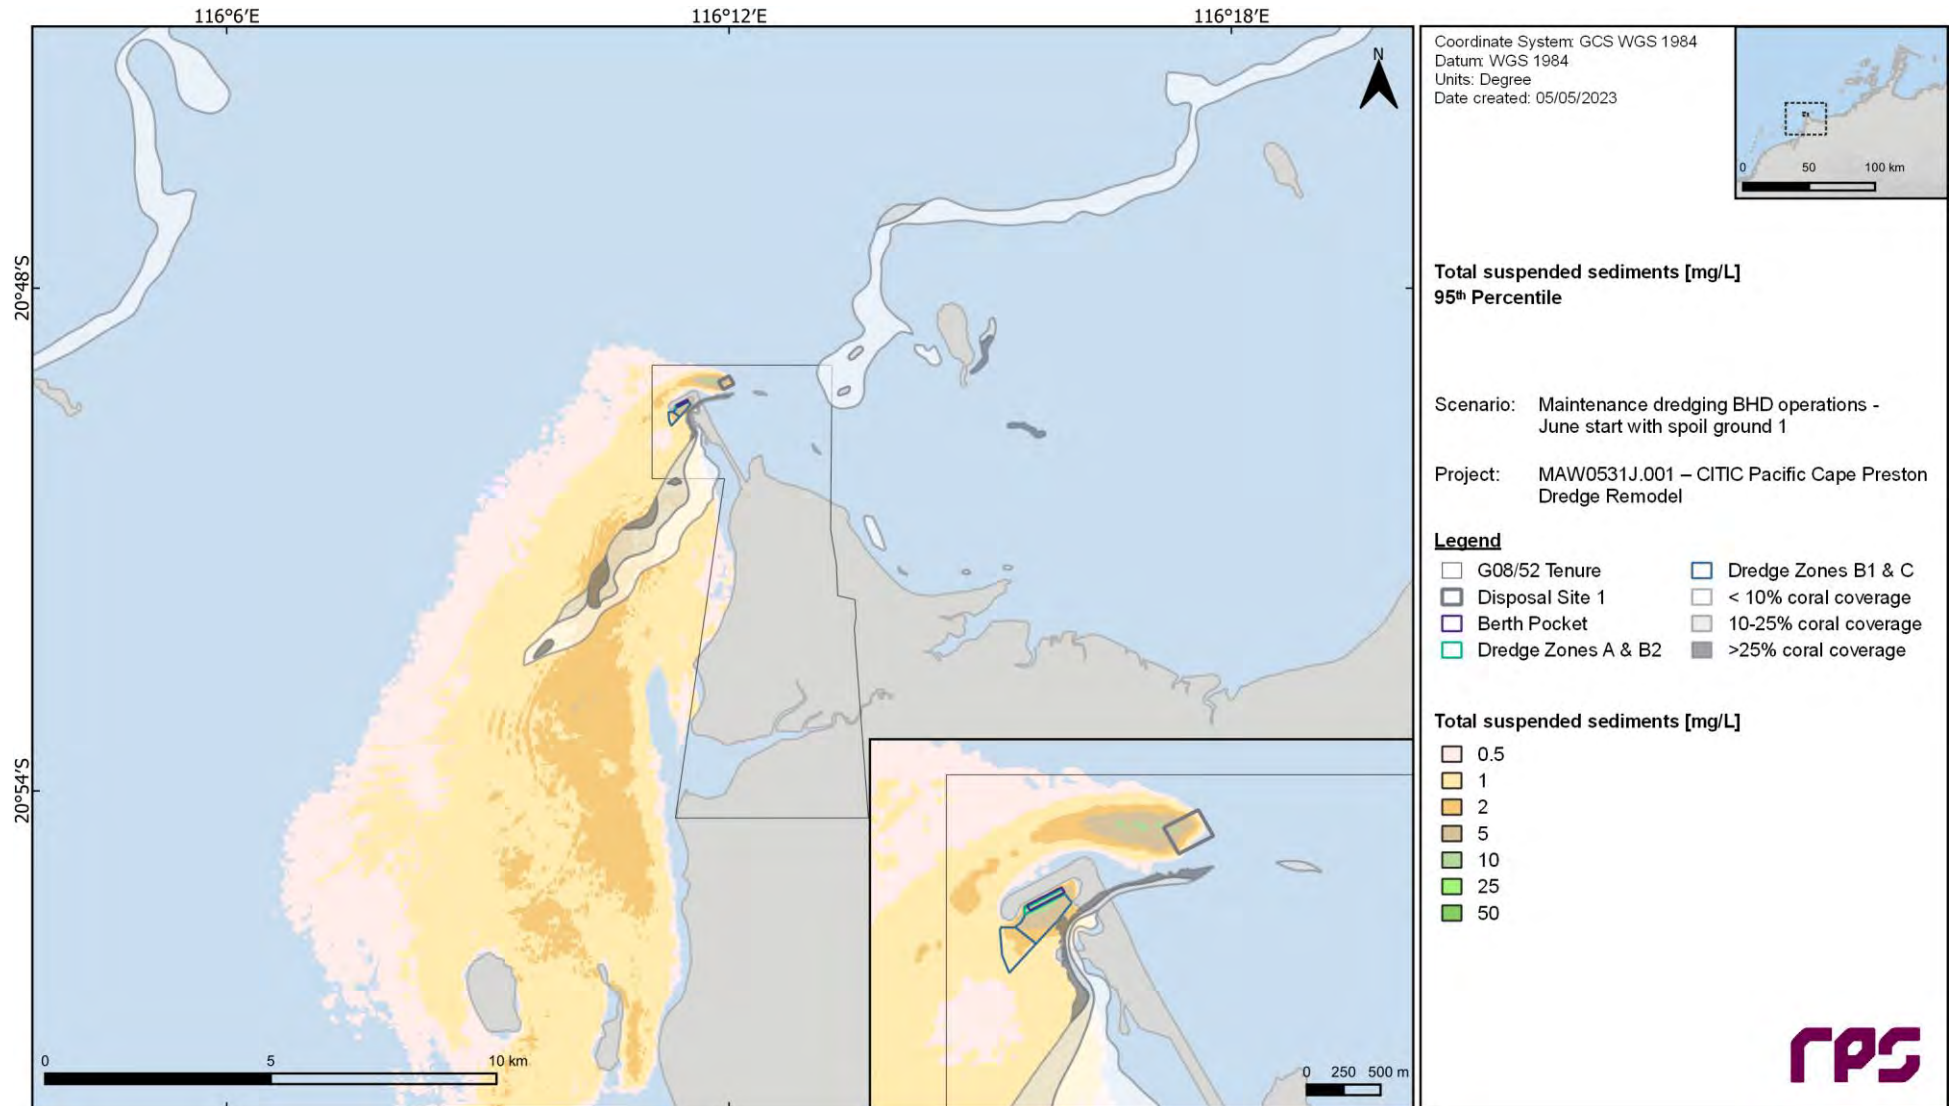 116°6'E
116°12'E
116°18'E
20°48'S
20°54'S
N
0 5 10 km
0 250 500 m
Coordinate System: GCS WGS 1984
Datum: WGS 1984
Units: Degree
Date created: 05/05/2023
0 50 100 km
Total suspended sediments [mg/L]
95th Percentile
Scenario: Maintenance dredging BHD operations -
June start with spoil ground 1
Project: MAW0531J.001 – CITIC Pacific Cape Preston
Dredge Remodel
Legend
G08/52 Tenure
Disposal Site 1
Berth Pocket
Dredge Zones A & B2
Dredge Zones B1 & C
< 10% coral coverage
10-25% coral coverage
>25% coral coverage
Total suspended sediments [mg/L]
0.5
1
2
5
10
25
50
rps